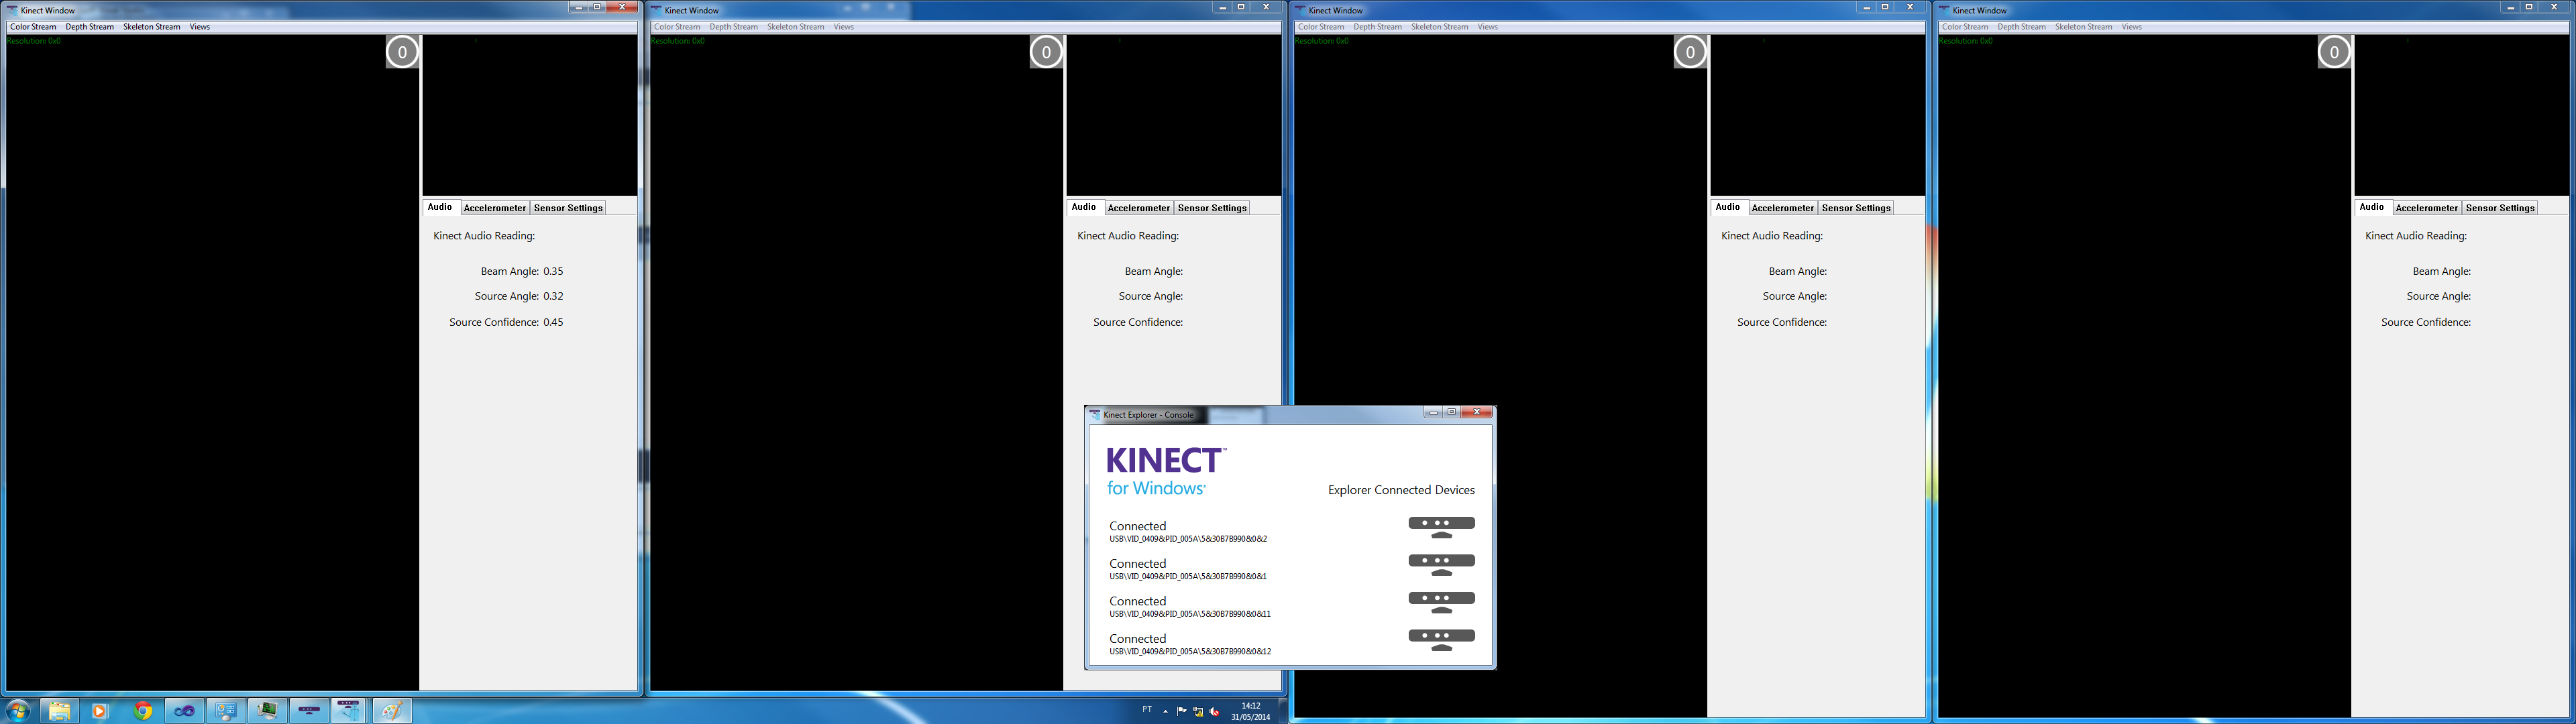 Kinect Window
Color Stream Depth Stream Skeleton Stream Views
Resolution: 0x0
0
Audio Accelerometer Sensor Settings
Kinect Audio Reading:
Beam Angle: 0.35
Source Angle: 0.32
Source Confidence: 0.45
Kinect Window
Color Stream Depth Stream Skeleton Stream Views
Resolution: 0x0
0
Audio Accelerometer Sensor Settings
Kinect Audio Reading:
Beam Angle:
Source Angle:
Source Confidence:
Kinect Window
Color Stream Depth Stream Skeleton Stream Views
Resolution: 0x0
0
Audio Accelerometer Sensor Settings
Kinect Audio Reading:
Beam Angle:
Source Angle:
Source Confidence:
Kinect Window
Color Stream Depth Stream Skeleton Stream Views
Resolution: 0x0
0
Audio Accelerometer Sensor Settings
Kinect Audio Reading:
Beam Angle:
Source Angle:
Source Confidence:
Kinect Explorer - Console
KINECT™
for Windows®
Explorer Connected Devices
Connected
USB\VID_0409&PID_005A\5&30B7B990&0&2
Connected
USB\VID_0409&PID_005A\5&30B7B990&0&1
Connected
USB\VID_0409&PID_005A\5&30B7B990&0&11
Connected
USB\VID_0409&PID_005A\5&30B7B990&0&12
PT
14:12
31/05/2014